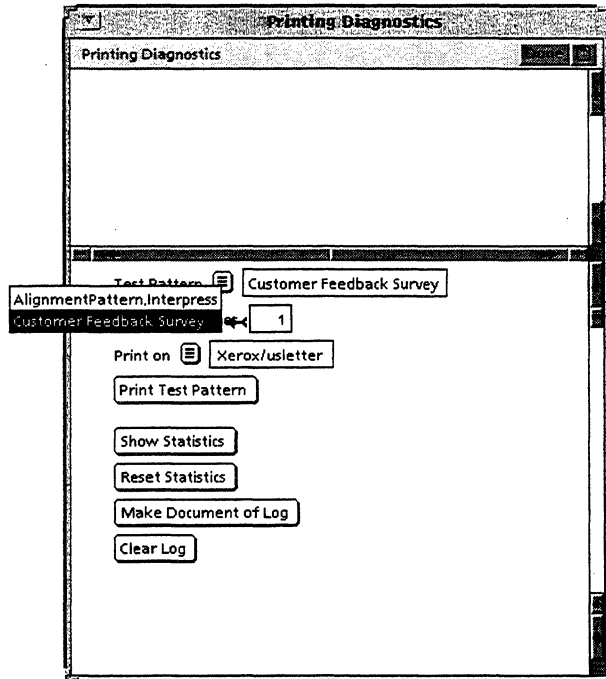 Printing Diagnostics
Printing Diagnostics Done
Test Pattern Customer Feedback Survey
AlignmentPattern.Interpress
Customer Feedback Survey 1
Print on Xerox/usletter
Print Test Pattern
Show Statistics
Reset Statistics
Make Document of Log
Clear Log